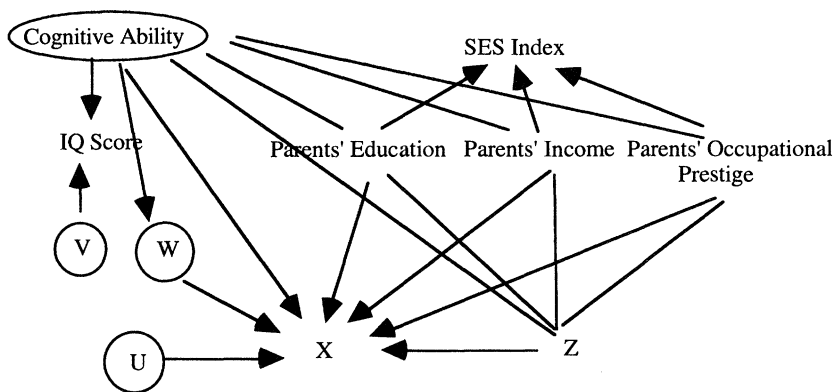 Cognitive Ability
SES Index
IQ Score
Parents' Education
Parents' Income
Parents' Occupational
Prestige
V
W
U
X
Z